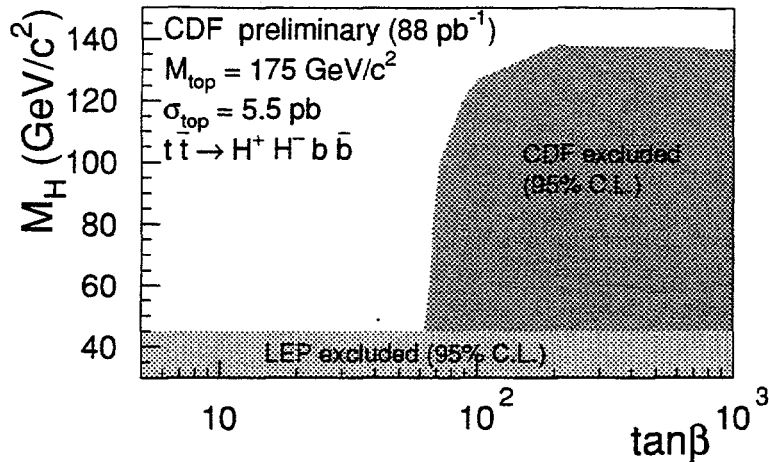 CDF preliminary (88 pb⁻¹)
M_top = 175 GeV/c²
σ_top = 5.5 pb
t t̄ → H⁺ H⁻ b b̄
CDF excluded
(95% C.L.)
LEP excluded (95% C.L.)
M_H (GeV/c²)
140
120
100
80
60
40
10
10²
10³
tanβ